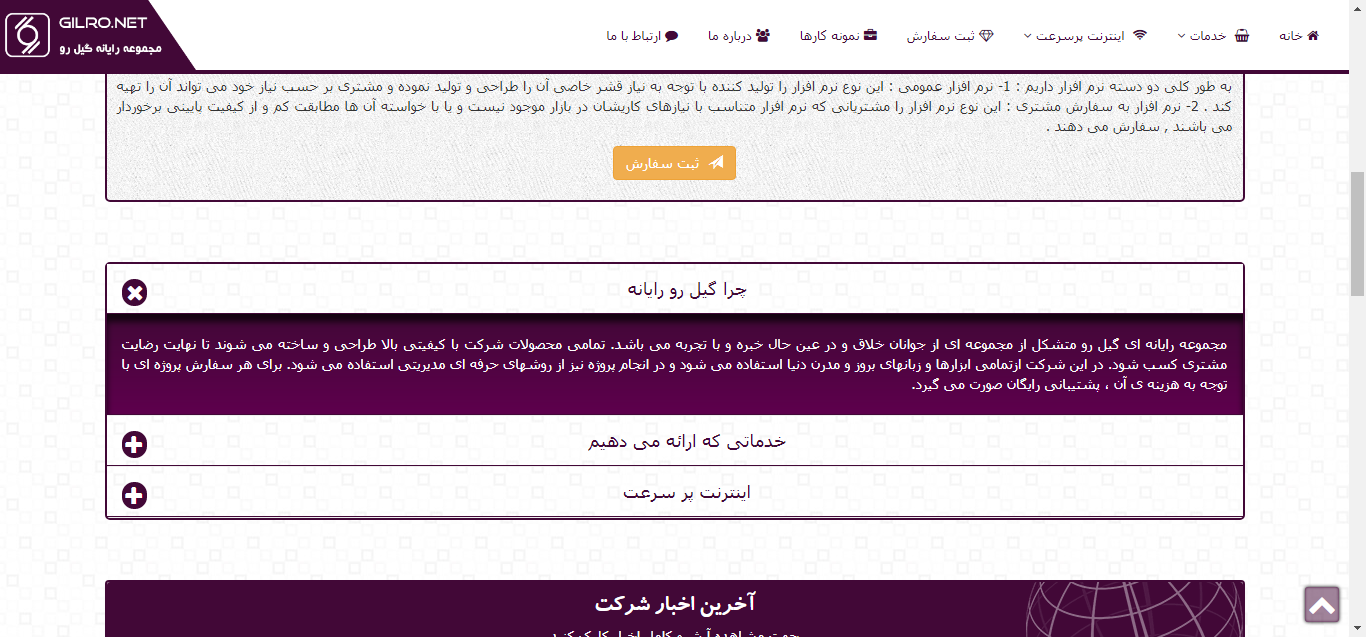 GILRO.NET
مجموعه رایانه گیل رو
خانه
خدمات
اینترنت پرسرعت
ثبت سفارش
نمونه کارها
درباره ما
ارتباط با ما
به طور کلی دو دسته نرم افزار داریم : 1- نرم افزار عمومی : این نوع نرم افزار را تولید کننده با توجه به نیاز قشر خاصی آن را طراحی و تولید نموده و مشتری بر حسب نیاز خود می تواند آن را تهیه
کند . 2- نرم افزار به سفارش مشتری : این نوع نرم افزار را مشتریانی که نرم افزار متناسب با نیازهای کاریشان در بازار موجود نیست و یا با خواسته آن ها مطابقت کم و از کیفیت پایینی برخوردار
می باشند , سفارش می دهند .
ثبت سفارش
چرا گیل رو رایانه
مجموعه رایانه ای گیل رو متشکل از مجموعه ای از جوانان خلاق و در عین حال خبره و با تجربه می باشد. تمامی محصولات شرکت با کیفیتی بالا طراحی و ساخته می شوند تا نهایت رضایت
مشتری کسب شود. در این شرکت ازتمامی ابزارها و زبانهای بروز و مدرن دنیا استفاده می شود و در انجام پروژه نیز از روشهای حرفه ای مدیریتی استفاده می شود. برای هر سفارش پروژه ای با
توجه به هزینه ی آن ، پشتیبانی رایگان صورت می گیرد.
خدماتی که ارائه می دهیم
اینترنت پر سرعت
آخرین اخبار شرکت